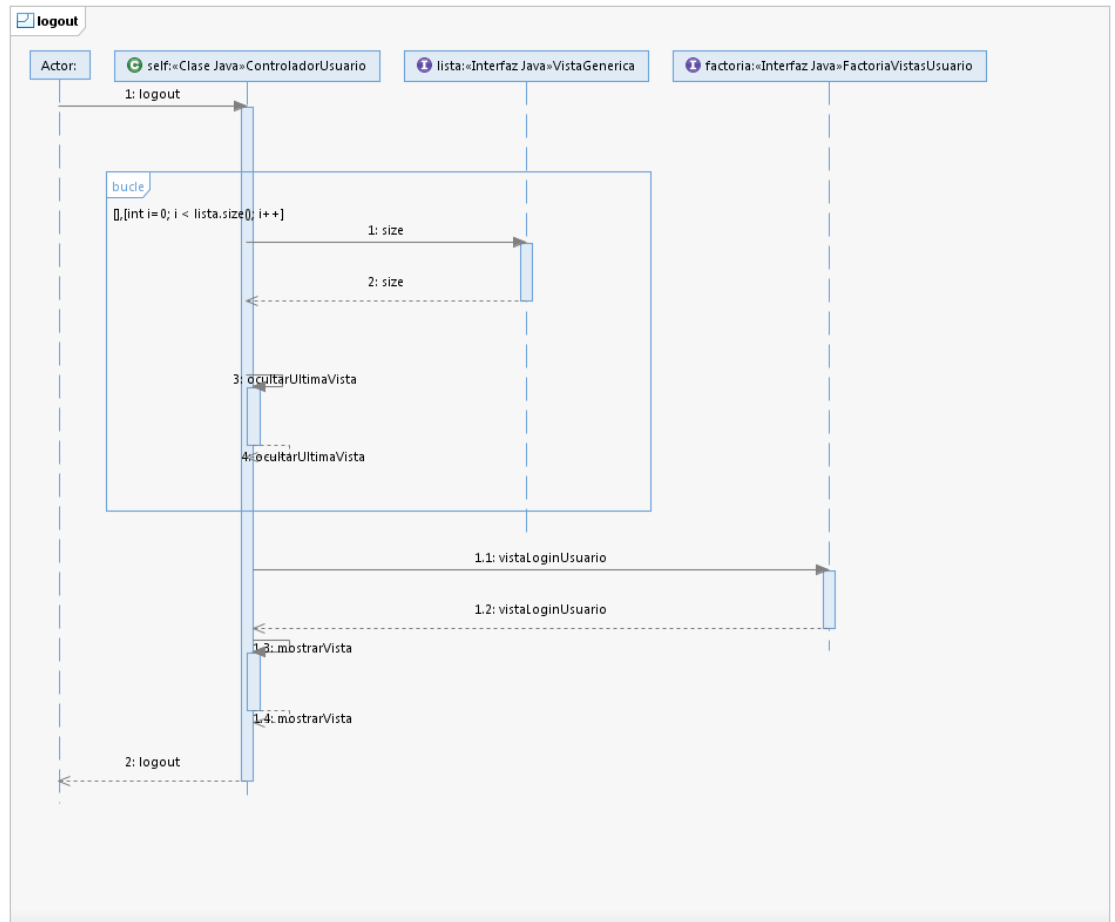 logout
Actor:
C self:«Clase Java»ControladorUsuario
I lista:«Interfaz Java»VistaGenerica
I factoria:«Interfaz Java»FactoriaVistasUsuario
1: logout
bucle
[],[int i=0; i < lista.size(); i++]
1: size
2: size
3: ocultarUltimaVista
4: ocultarUltimaVista
1.1: vistaLoginUsuario
1.2: vistaLoginUsuario
1.3: mostrarVista
1.4: mostrarVista
2: logout